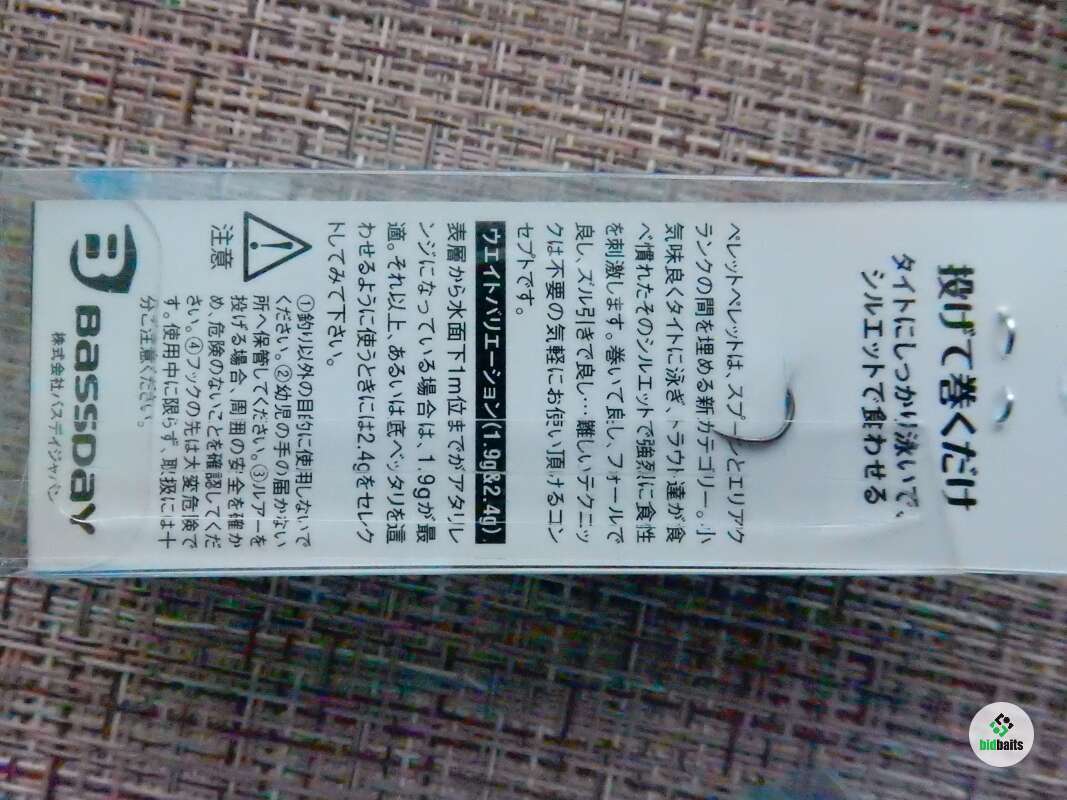 投げて巻くだけ
タイトにしっかり泳いで、
シルエットで食わせる
ペレットペレットは、スプーンとエリアク
ランクの間を埋める新カテゴリー。小
気味良くタイトに泳ぎ、トラウト達が食
べ慣れたそのシルエットで強烈に食性
を刺激します。巻いて良し、フォールで
良し、ズル引きで良し…難しいテクニッ
クは不要の気軽にお使い頂けるコン
セプトです。
ウエイトバリエーション(1.9g&2.4g)
表層から水面下1m位までがアタリレ
ンジになっている場合は、1.9gが最
適。それ以上、あるいは底ベッタリを這
わせるように使うときには2.4gをセレク
トしてみて下さい。
注意
①釣り以外の目的に使用しないで
ください。②幼児の手の届かない
所へ保管してください。③ルアーを
投げる場合、周囲の安全を確か
め、危険のないことを確認してくだ
さい。④フックの先は大変危険で
す。使用中に限らず、取扱には十
分ご注意ください。
BASSDAY
株式会社バスデイジャパン
bidbaits